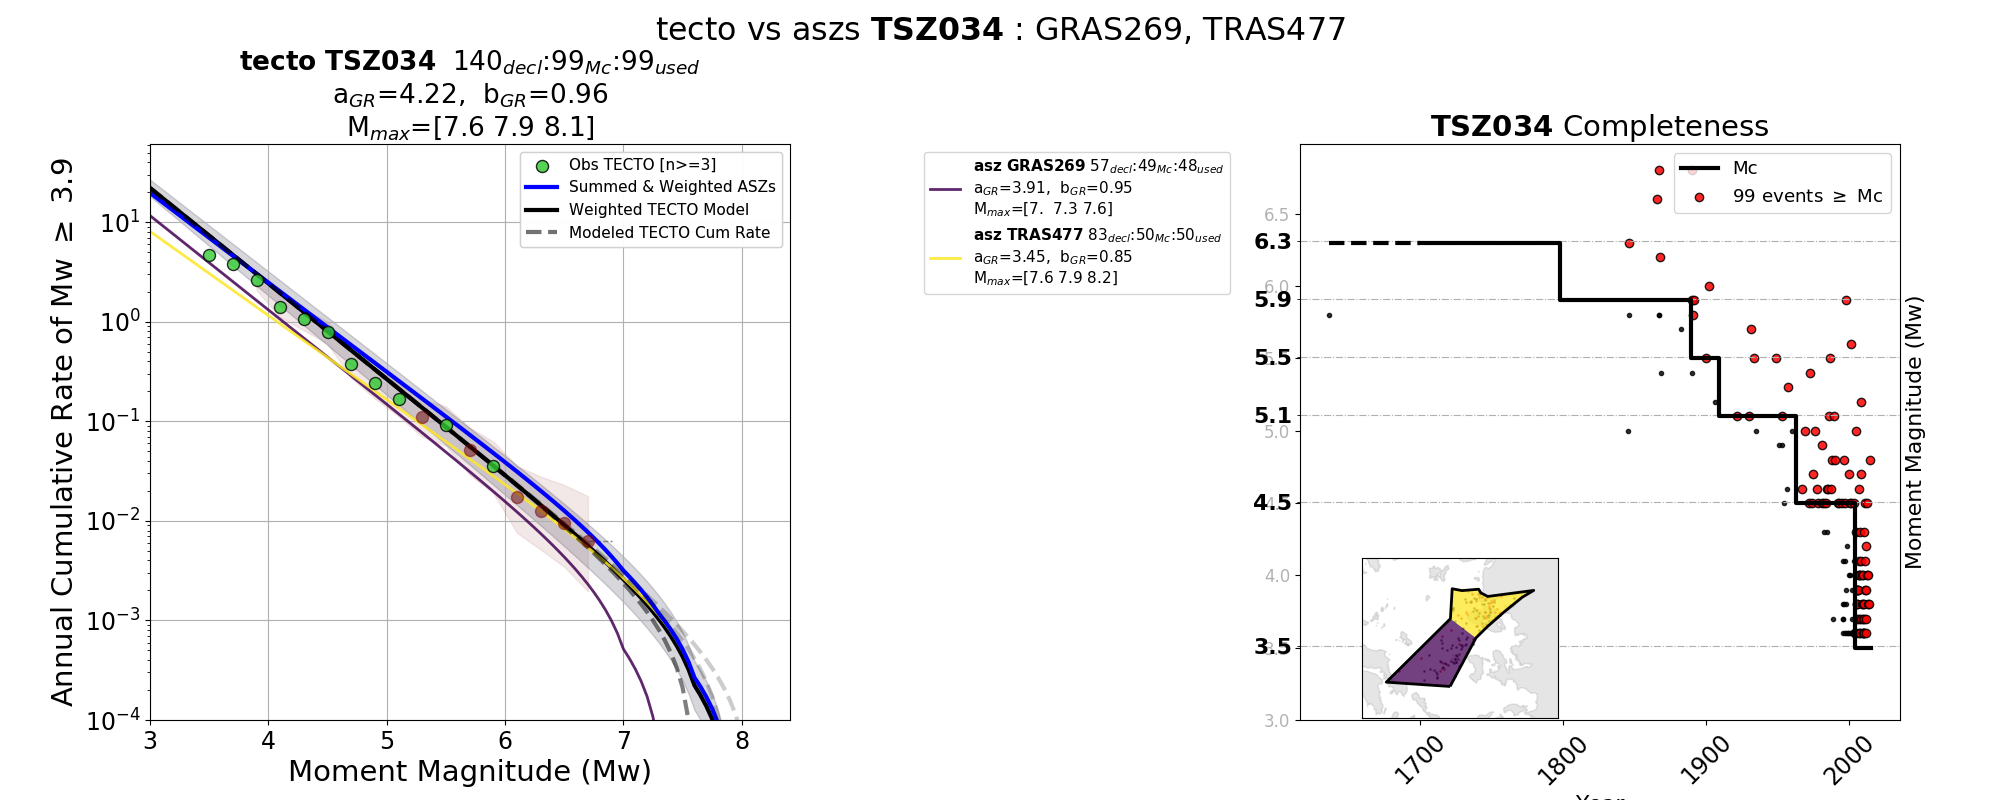 tecto vs aszs TSZ034 : GRAS269, TRAS477
tecto TSZ034 140decl:99Mc:99used
aGR=4.22, bGR=0.96
Mmax=[7.6 7.9 8.1]
Annual Cumulative Rate of Mw ≥ 3.9
10^1
10^0
10^-1
10^-2
10^-3
10^-4
Obs TECTO [n>=3]
Summed & Weighted ASZs
Weighted TECTO Model
Modeled TECTO Cum Rate
3 4 5 6 7 8
Moment Magnitude (Mw)
asz GRAS269 57decl:49Mc:48used
aGR=3.91, bGR=0.95
Mmax=[7. 7.3 7.6]
asz TRAS477 83decl:50Mc:50used
aGR=3.45, bGR=0.85
Mmax=[7.6 7.9 8.2]
TSZ034 Completeness
Mc
99 events ≥ Mc
6.5
6.3
6.0
5.9
5.5
5.1
5.0
4.5
4.0
3.5
3.0
1700 1800 1900 2000
Moment Magnitude (Mw)